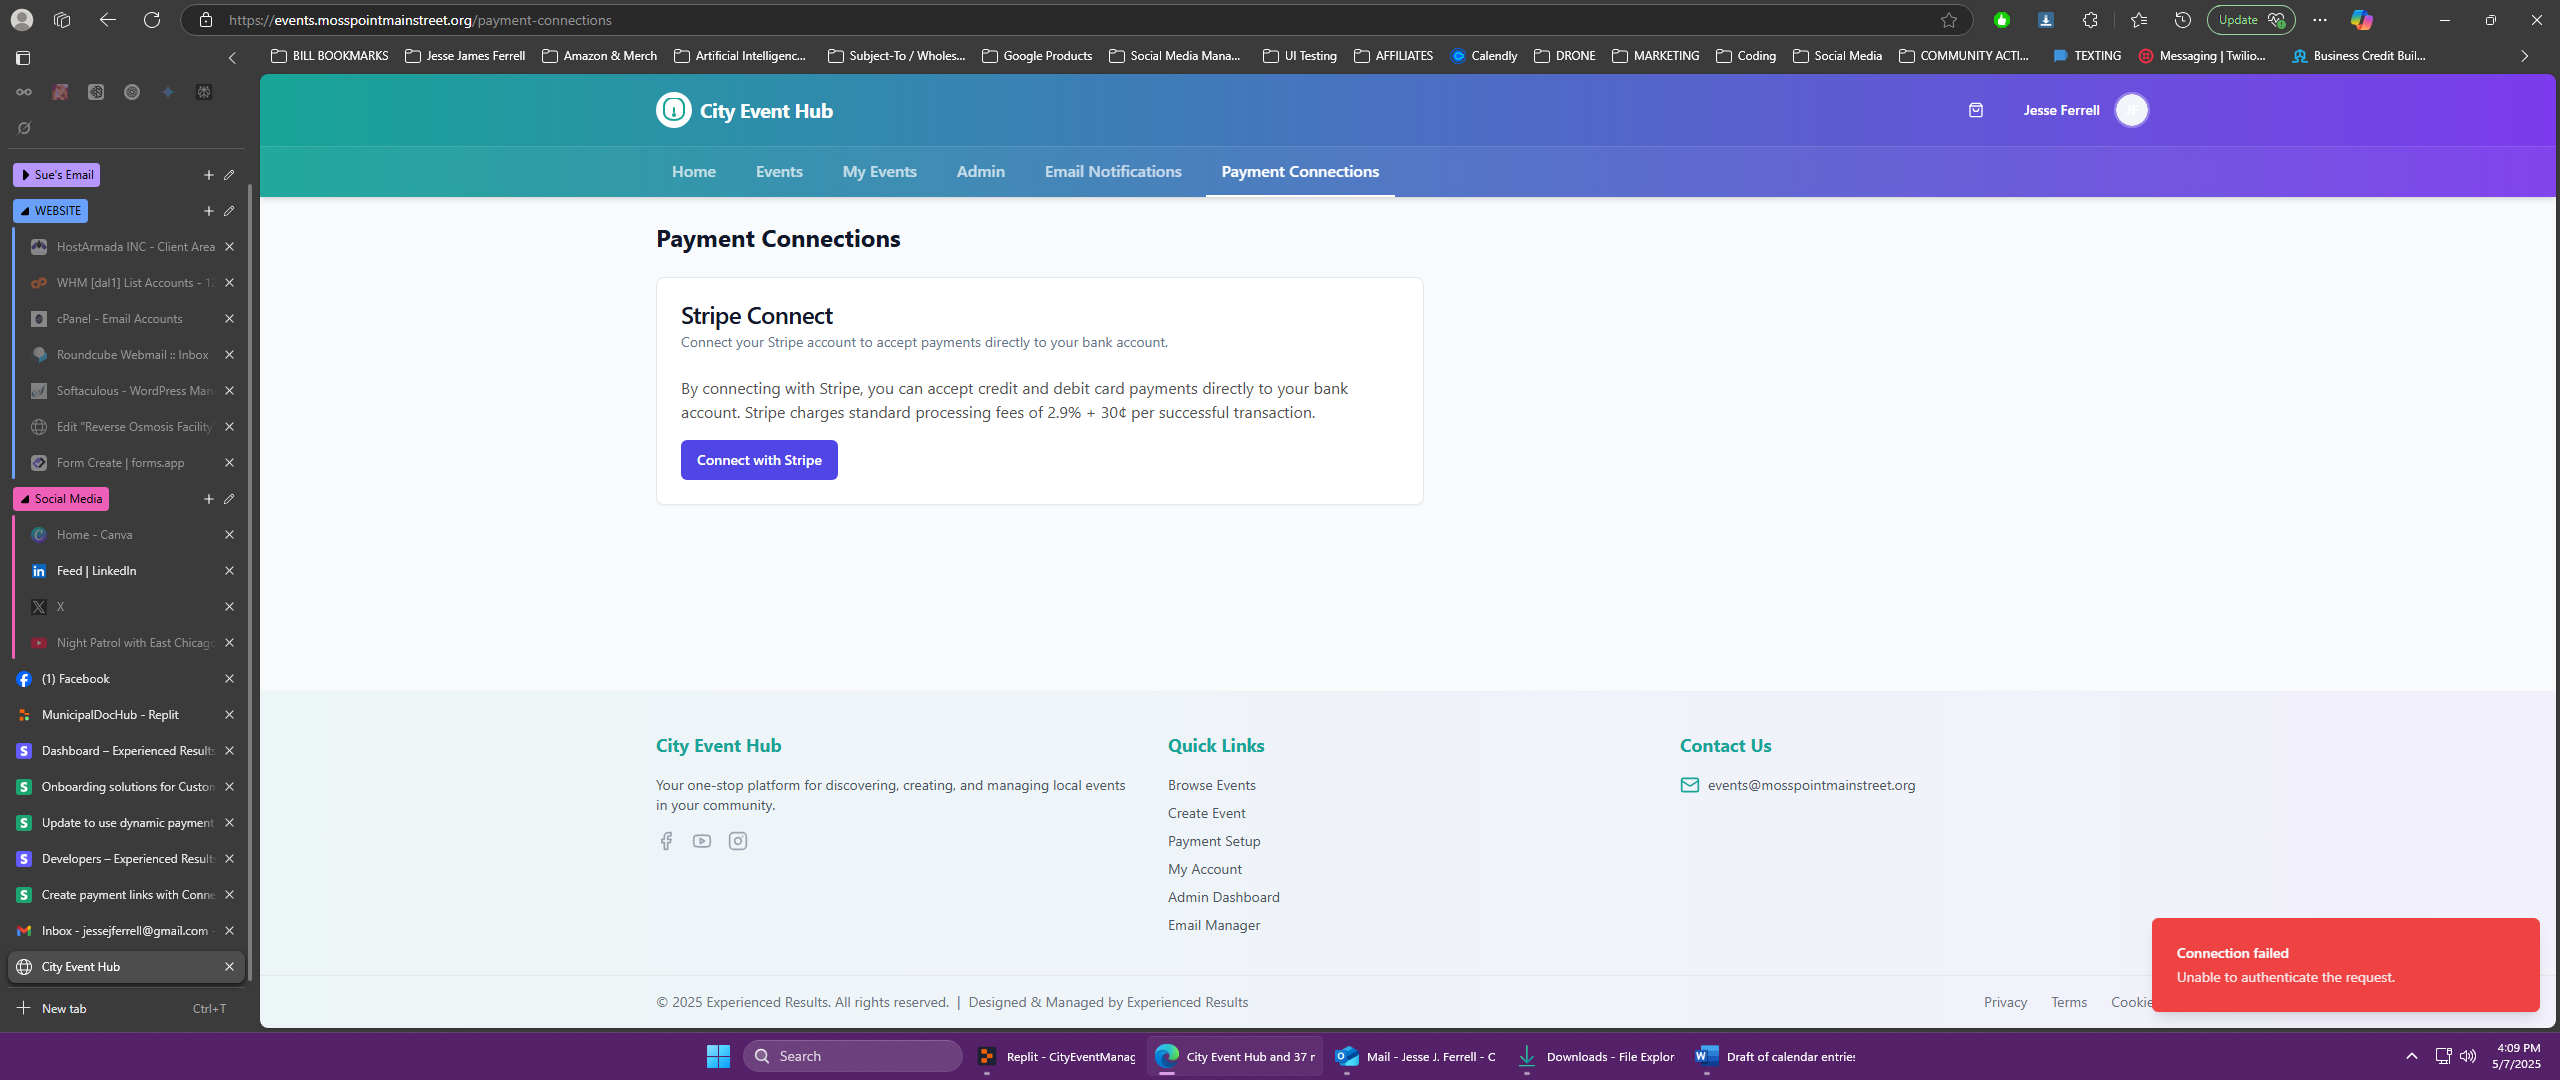 https://events.mosspointmainstreet.org/payment-connections
Update
BILL BOOKMARKS
Jesse James Ferrell
Amazon & Merch
Artificial Intelligenc...
Subject-To / Wholes...
Google Products
Social Media Mana...
UI Testing
AFFILIATES
Calendly
DRONE
MARKETING
Coding
Social Media
COMMUNITY ACTI...
TEXTING
Messaging | Twilio...
Business Credit Buil...
Sue's Email
WEBSITE
HostArmada INC - Client Area
WHM [dal1] List Accounts - 12
cPanel - Email Accounts
Roundcube Webmail :: Inbox
Softaculous - WordPress Man
Edit "Reverse Osmosis Facility"
Form Create | forms.app
Social Media
Home - Canva
Feed | LinkedIn
X
Night Patrol with East Chicago
(1) Facebook
MunicipalDocHub - Replit
Dashboard – Experienced Results
Onboarding solutions for Custom
Update to use dynamic payment
Developers – Experienced Results
Create payment links with Conne
Inbox - jessejferrell@gmail.com -
City Event Hub
New tab
Ctrl+T
City Event Hub
Jesse Ferrell
JF
Home
Events
My Events
Admin
Email Notifications
Payment Connections
Payment Connections
Stripe Connect
Connect your Stripe account to accept payments directly to your bank account.
By connecting with Stripe, you can accept credit and debit card payments directly to your bank
account. Stripe charges standard processing fees of 2.9% + 30¢ per successful transaction.
Connect with Stripe
City Event Hub
Your one-stop platform for discovering, creating, and managing local events
in your community.
Quick Links
Browse Events
Create Event
Payment Setup
My Account
Admin Dashboard
Email Manager
Contact Us
events@mosspointmainstreet.org
Connection failed
Unable to authenticate the request.
© 2025 Experienced Results. All rights reserved. | Designed & Managed by Experienced Results
Privacy
Terms
Cookie
Search
Replit - CityEventManag
City Event Hub and 37 r
Mail - Jesse J. Ferrell - C
Downloads - File Explor
Draft of calendar entries
4:09 PM
5/7/2025